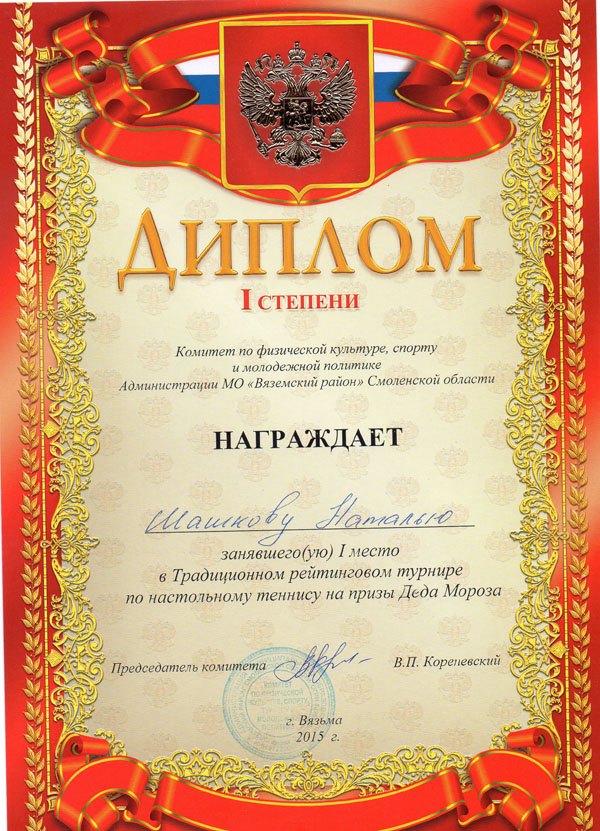 ДИПЛОМ
I СТЕПЕНИ
Комитет по физической культуре, спорту
и молодежной политике
Администрации МО «Вяземский район» Смоленской области
НАГРАЖДАЕТ
Машкову Наталью
занявшего(ую) I место
в Традиционном рейтинговом турнире
по настольному теннису на призы Деда Мороза
Председатель комитета В.П. Кореневский
г. Вязьма
2015 г.